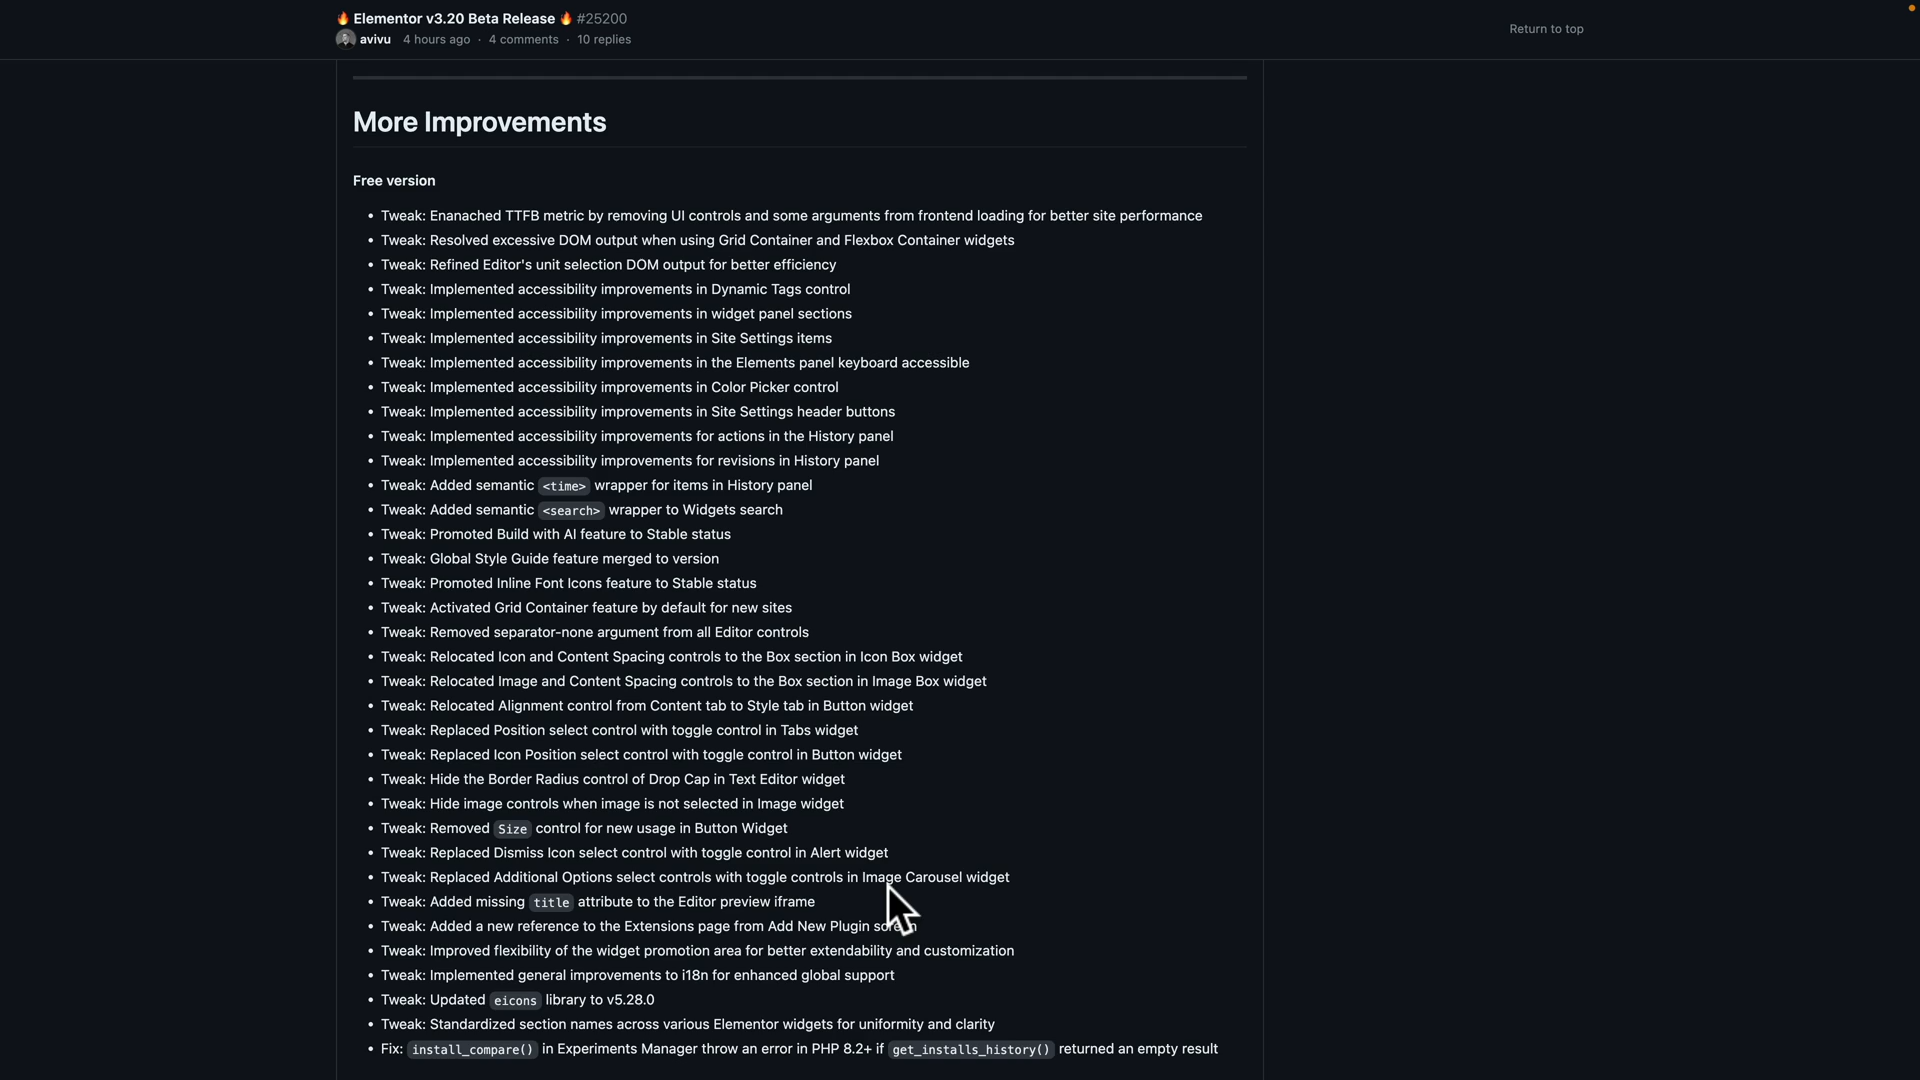 🔥 Elementor v3.20 Beta Release 🔥 #25200
avivu 4 hours ago · 4 comments · 10 replies
Return to top
More Improvements
Free version
• Tweak: Enanached TTFB metric by removing UI controls and some arguments from frontend loading for better site performance
• Tweak: Resolved excessive DOM output when using Grid Container and Flexbox Container widgets
• Tweak: Refined Editor's unit selection DOM output for better efficiency
• Tweak: Implemented accessibility improvements in Dynamic Tags control
• Tweak: Implemented accessibility improvements in widget panel sections
• Tweak: Implemented accessibility improvements in Site Settings items
• Tweak: Implemented accessibility improvements in the Elements panel keyboard accessible
• Tweak: Implemented accessibility improvements in Color Picker control
• Tweak: Implemented accessibility improvements in Site Settings header buttons
• Tweak: Implemented accessibility improvements for actions in the History panel
• Tweak: Implemented accessibility improvements for revisions in History panel
• Tweak: Added semantic <time> wrapper for items in History panel
• Tweak: Added semantic <search> wrapper to Widgets search
• Tweak: Promoted Build with AI feature to Stable status
• Tweak: Global Style Guide feature merged to version
• Tweak: Promoted Inline Font Icons feature to Stable status
• Tweak: Activated Grid Container feature by default for new sites
• Tweak: Removed separator-none argument from all Editor controls
• Tweak: Relocated Icon and Content Spacing controls to the Box section in Icon Box widget
• Tweak: Relocated Image and Content Spacing controls to the Box section in Image Box widget
• Tweak: Relocated Alignment control from Content tab to Style tab in Button widget
• Tweak: Replaced Position select control with toggle control in Tabs widget
• Tweak: Replaced Icon Position select control with toggle control in Button widget
• Tweak: Hide the Border Radius control of Drop Cap in Text Editor widget
• Tweak: Hide image controls when image is not selected in Image widget
• Tweak: Removed Size control for new usage in Button Widget
• Tweak: Replaced Dismiss Icon select control with toggle control in Alert widget
• Tweak: Replaced Additional Options select controls with toggle controls in Image Carousel widget
• Tweak: Added missing title attribute to the Editor preview iframe
• Tweak: Added a new reference to the Extensions page from Add New Plugin screen
• Tweak: Improved flexibility of the widget promotion area for better extendability and customization
• Tweak: Implemented general improvements to i18n for enhanced global support
• Tweak: Updated eicons library to v5.28.0
• Tweak: Standardized section names across various Elementor widgets for uniformity and clarity
• Fix: install_compare() in Experiments Manager throw an error in PHP 8.2+ if get_installs_history() returned an empty result